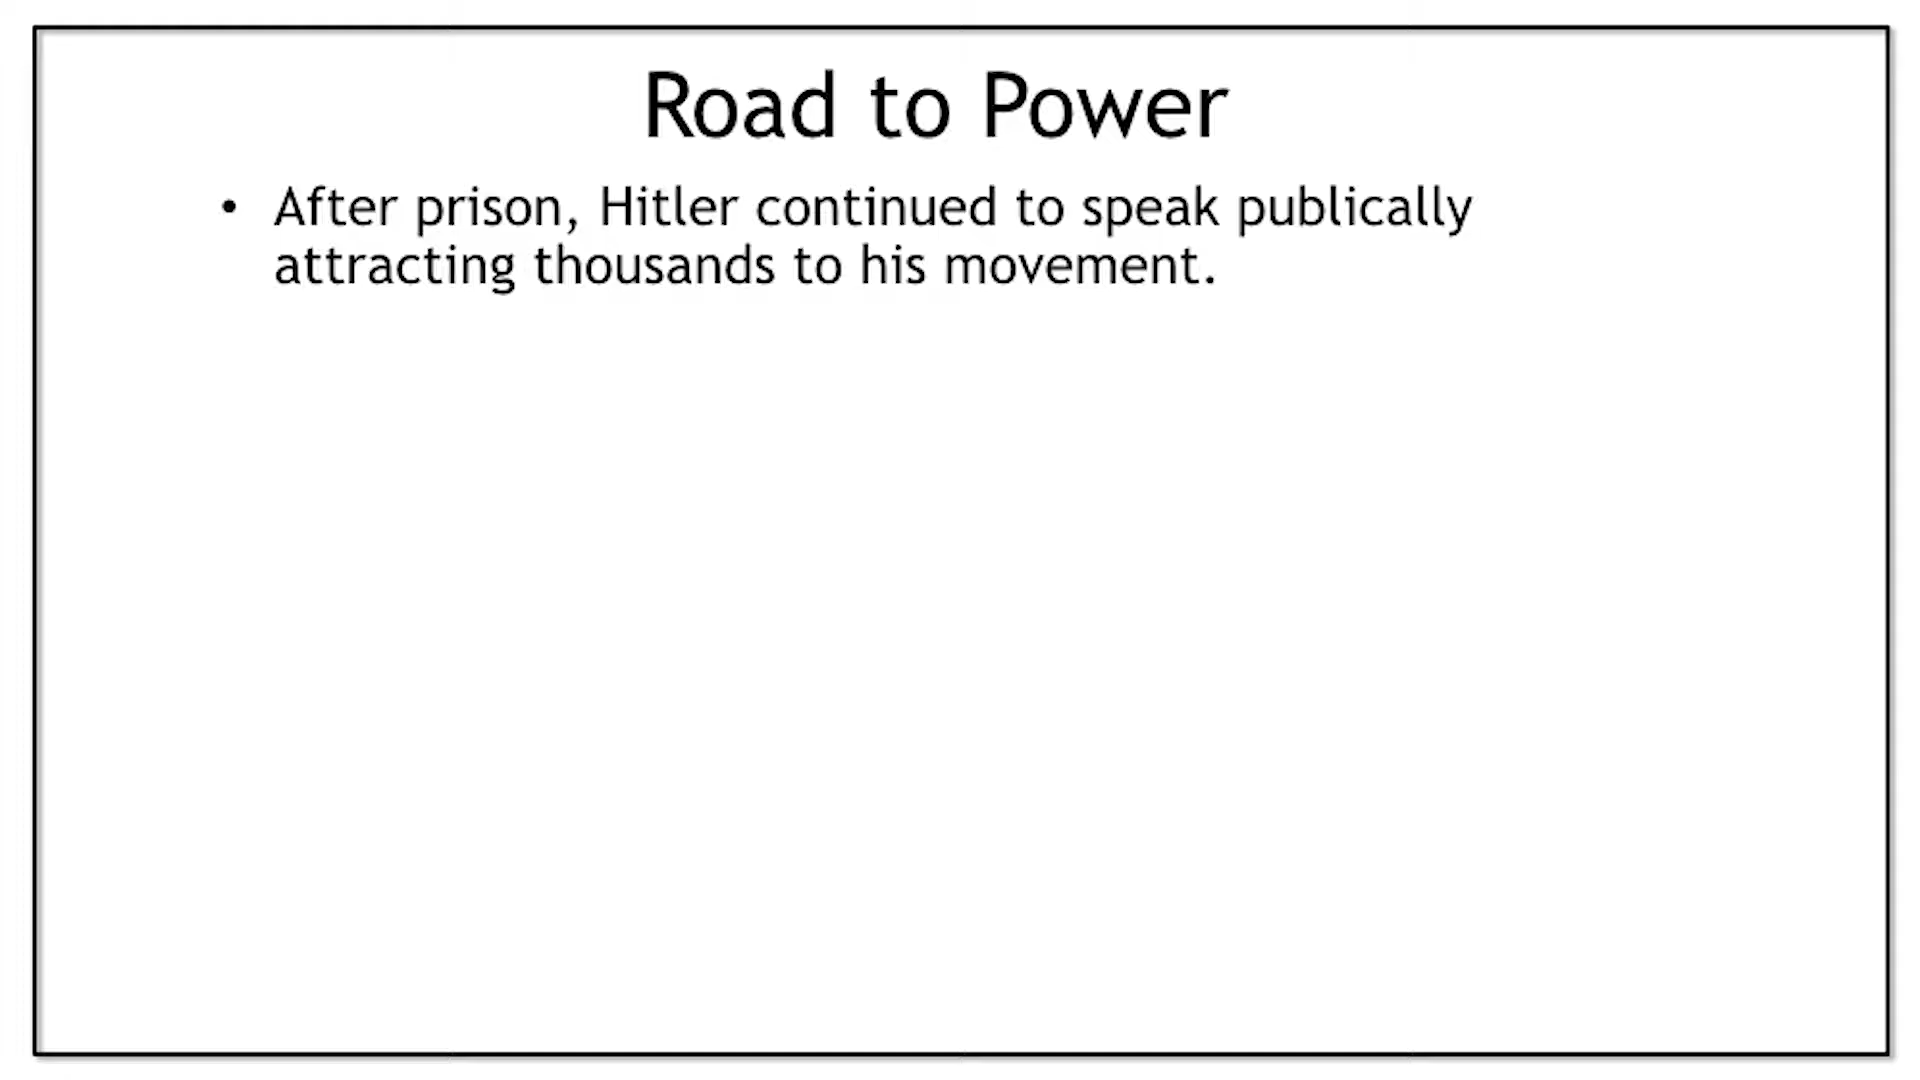 Road to Power
• After prison, Hitler continued to speak publically
attracting thousands to his movement.